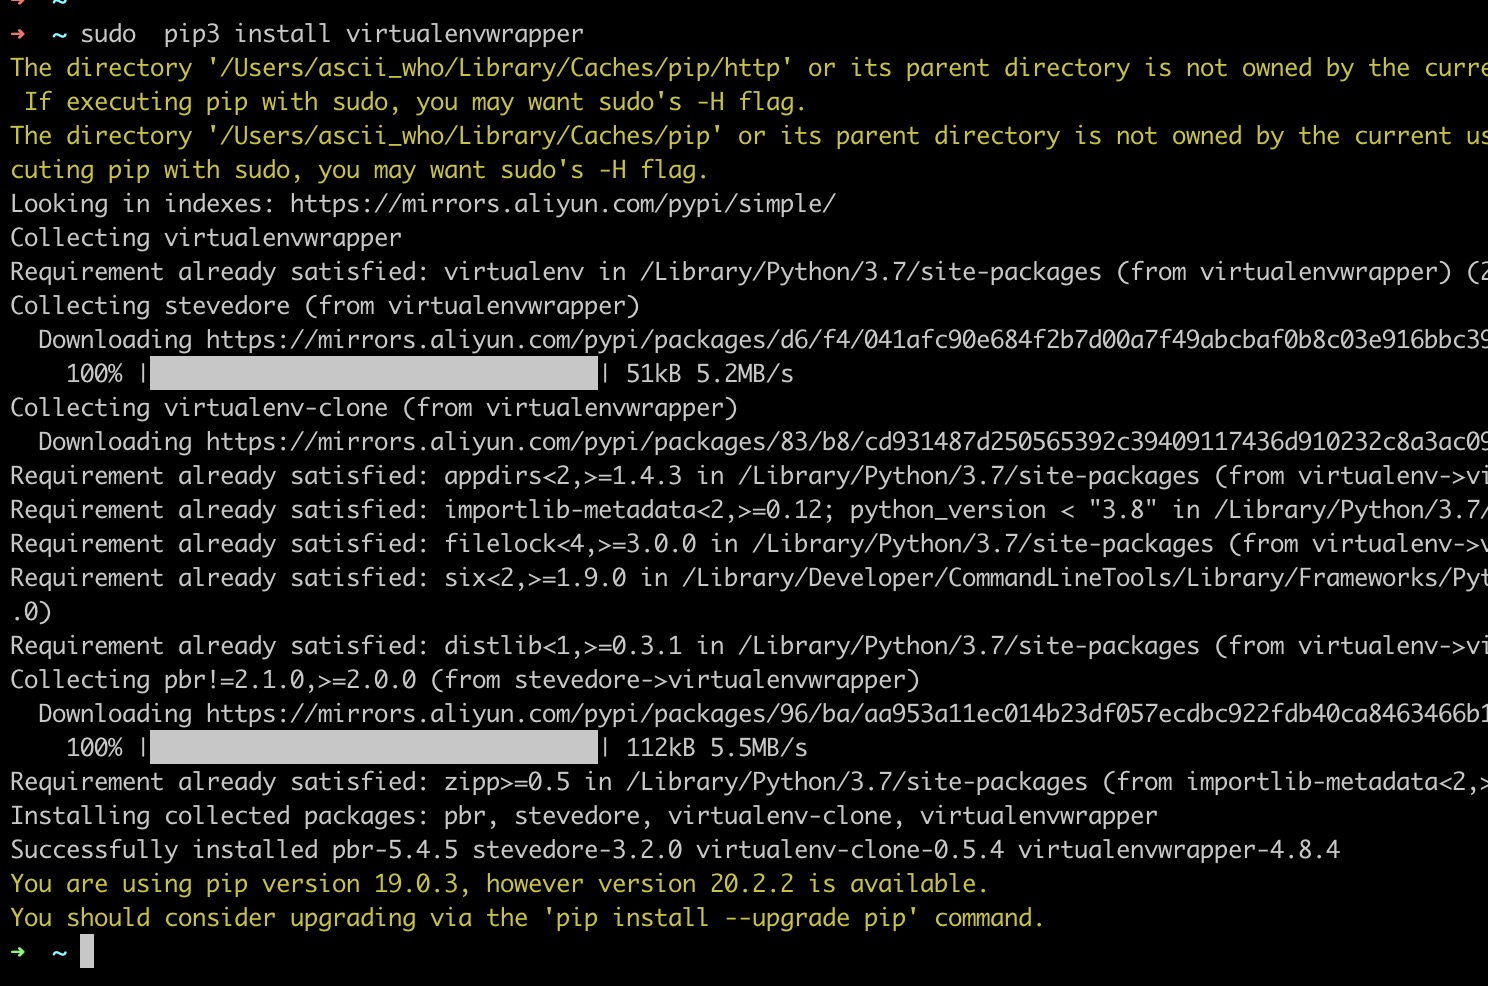 ➜ ~
➜ ~ sudo  pip3 install virtualenvwrapper
The directory '/Users/ascii_who/Library/Caches/pip/http' or its parent directory is not owned by the curre
If executing pip with sudo, you may want sudo's -H flag.
The directory '/Users/ascii_who/Library/Caches/pip' or its parent directory is not owned by the current us
cuting pip with sudo, you may want sudo's -H flag.
Looking in indexes: https://mirrors.aliyun.com/pypi/simple/
Collecting virtualenvwrapper
Requirement already satisfied: virtualenv in /Library/Python/3.7/site-packages (from virtualenvwrapper) (2
Collecting stevedore (from virtualenvwrapper)
Downloading https://mirrors.aliyun.com/pypi/packages/d6/f4/041afc90e684f2b7d00a7f49abcbaf0b8c03e916bbc39
100% | | 51kB 5.2MB/s
Collecting virtualenv-clone (from virtualenvwrapper)
Downloading https://mirrors.aliyun.com/pypi/packages/83/b8/cd931487d250565392c39409117436d910232c8a3ac09
Requirement already satisfied: appdirs<2,>=1.4.3 in /Library/Python/3.7/site-packages (from virtualenv->vi
Requirement already satisfied: importlib-metadata<2,>=0.12; python_version < "3.8" in /Library/Python/3.7/
Requirement already satisfied: filelock<4,>=3.0.0 in /Library/Python/3.7/site-packages (from virtualenv->v
Requirement already satisfied: six<2,>=1.9.0 in /Library/Developer/CommandLineTools/Library/Frameworks/Pyt
.0)
Requirement already satisfied: distlib<1,>=0.3.1 in /Library/Python/3.7/site-packages (from virtualenv->vi
Collecting pbr!=2.1.0,>=2.0.0 (from stevedore->virtualenvwrapper)
Downloading https://mirrors.aliyun.com/pypi/packages/96/ba/aa953a11ec014b23df057ecdbc922fdb40ca8463466b1
100% | | 112kB 5.5MB/s
Requirement already satisfied: zipp>=0.5 in /Library/Python/3.7/site-packages (from importlib-metadata<2,>
Installing collected packages: pbr, stevedore, virtualenv-clone, virtualenvwrapper
Successfully installed pbr-5.4.5 stevedore-3.2.0 virtualenv-clone-0.5.4 virtualenvwrapper-4.8.4
You are using pip version 19.0.3, however version 20.2.2 is available.
You should consider upgrading via the 'pip install --upgrade pip' command.
➜ ~